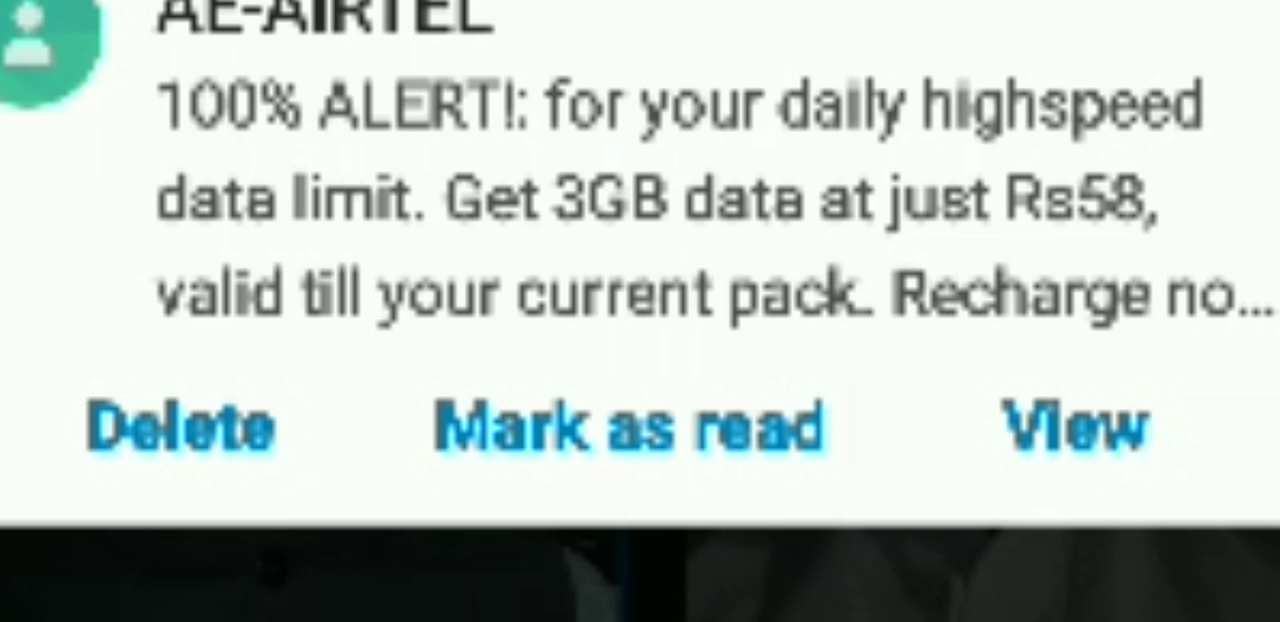 AE-AIRTEL
100% ALERT!: for your daily highspeed
data limit. Get 3GB data at just Rs58,
valid till your current pack. Recharge no...
Delete
Mark as read
View